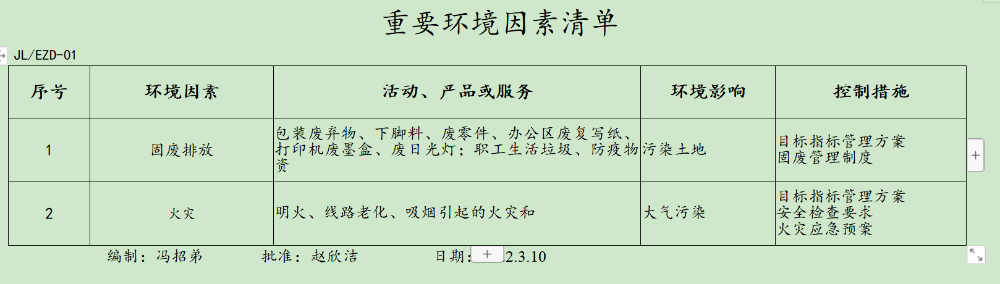 重要环境因素清单
JL/EZD-01
序号 环境因素 活动、产品或服务 环境影响 控制措施
1 固废排放 包装废弃物、下脚料、废零件、办公区废复写纸、
打印机废墨盒、废日光灯；职工生活垃圾、防疫物
资 污染土地 目标指标管理方案
固废管理制度
2 火灾 明火、线路老化、吸烟引起的火灾和 大气污染 目标指标管理方案
安全检查要求
火灾应急预案
编制：冯招弟 批准：赵欣洁 日期： 2.3.10